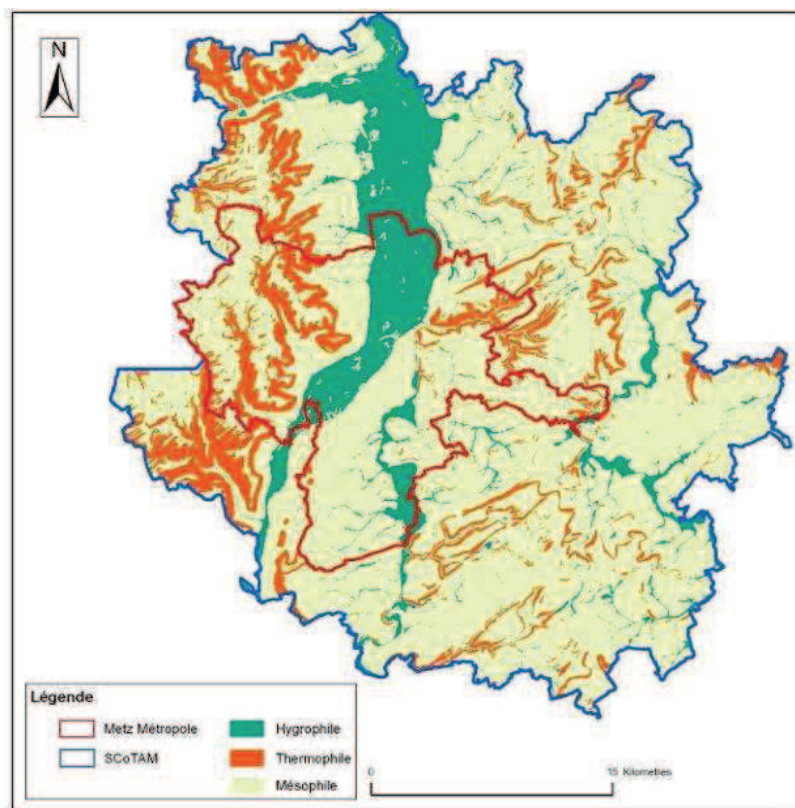 N
Légende
Metz Métropole
SCoTAM
Hygrophile
Thermophile
Mésophile
0
15 Kilometres